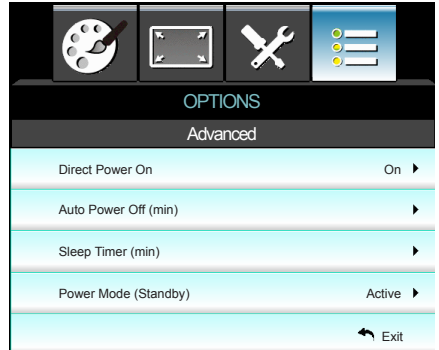 OPTIONS
Advanced
Direct Power On On
Auto Power Off (min)
Sleep Timer (min)
Power Mode (Standby) Active
Exit